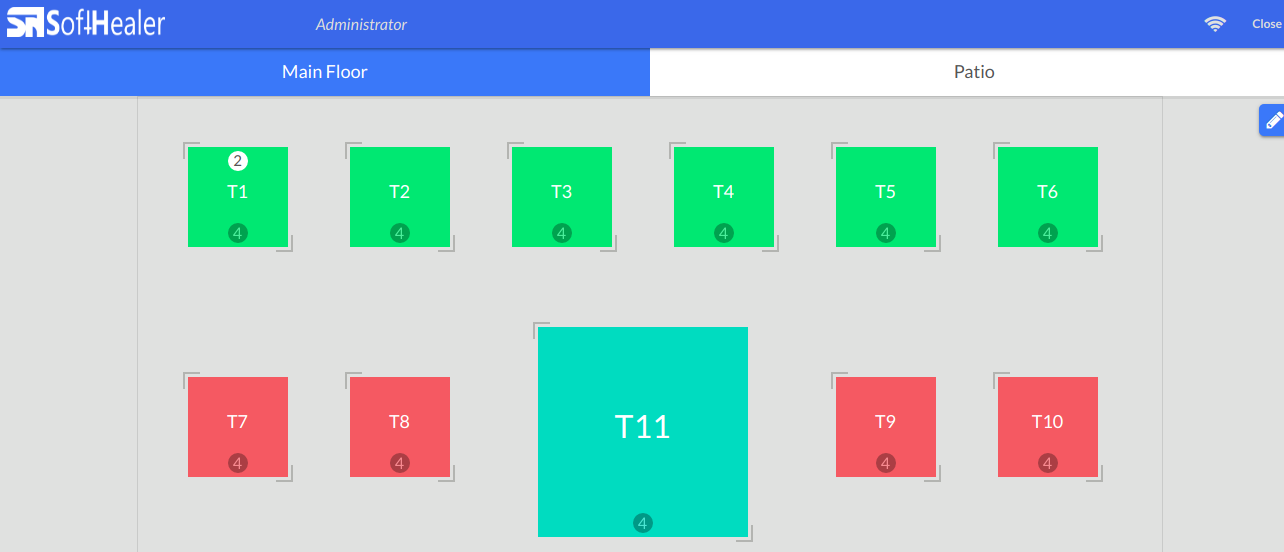 SR SoftHealer Administrator Close
Main Floor Patio
2
T1 T2 T3 T4 T5 T6
4 4 4 4 4 4
T7 T8 T11 T9 T10
4 4 4 4
4